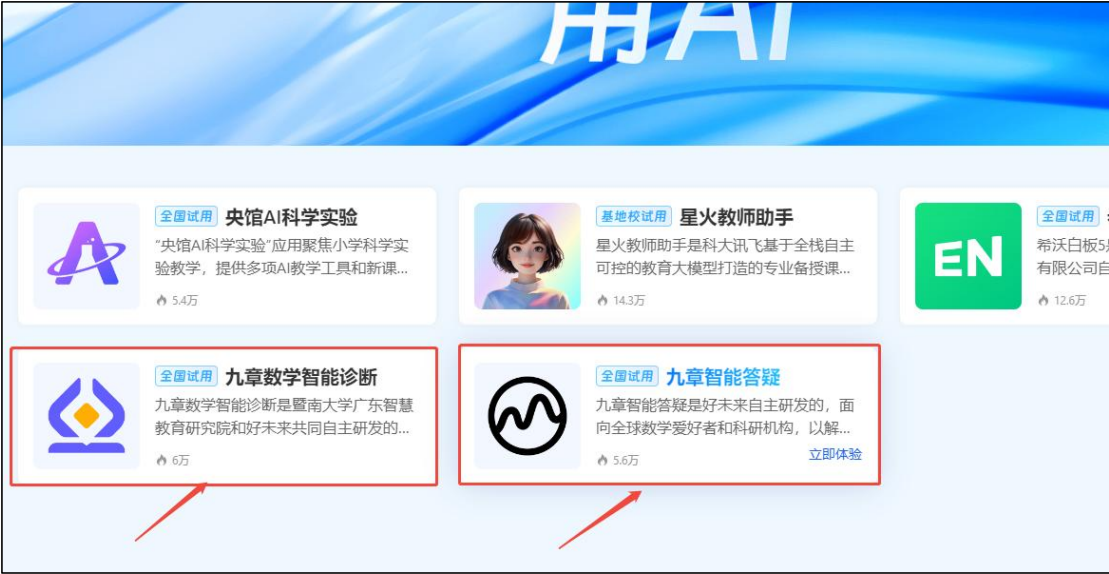 用AI
全国试用 央馆AI科学实验
“央馆AI科学实验”应用聚焦小学科学实
验教学，提供多项AI教学工具和新课...
5.4万
基地校试用 星火教师助手
星火教师助手是科大讯飞基于全栈自主
可控的教育大模型打造的专业备授课...
14.3万
EN
全国试用
希沃白板5
有限公司自
12.6万
全国试用 九章数学智能诊断
九章数学智能诊断是暨南大学广东智慧
教育研究院和好未来共同自主研发的...
6万
全国试用 九章智能答疑
九章智能答疑是好未来自主研发的，面
向全球数学爱好者和科研机构，以解...
5.6万
立即体验